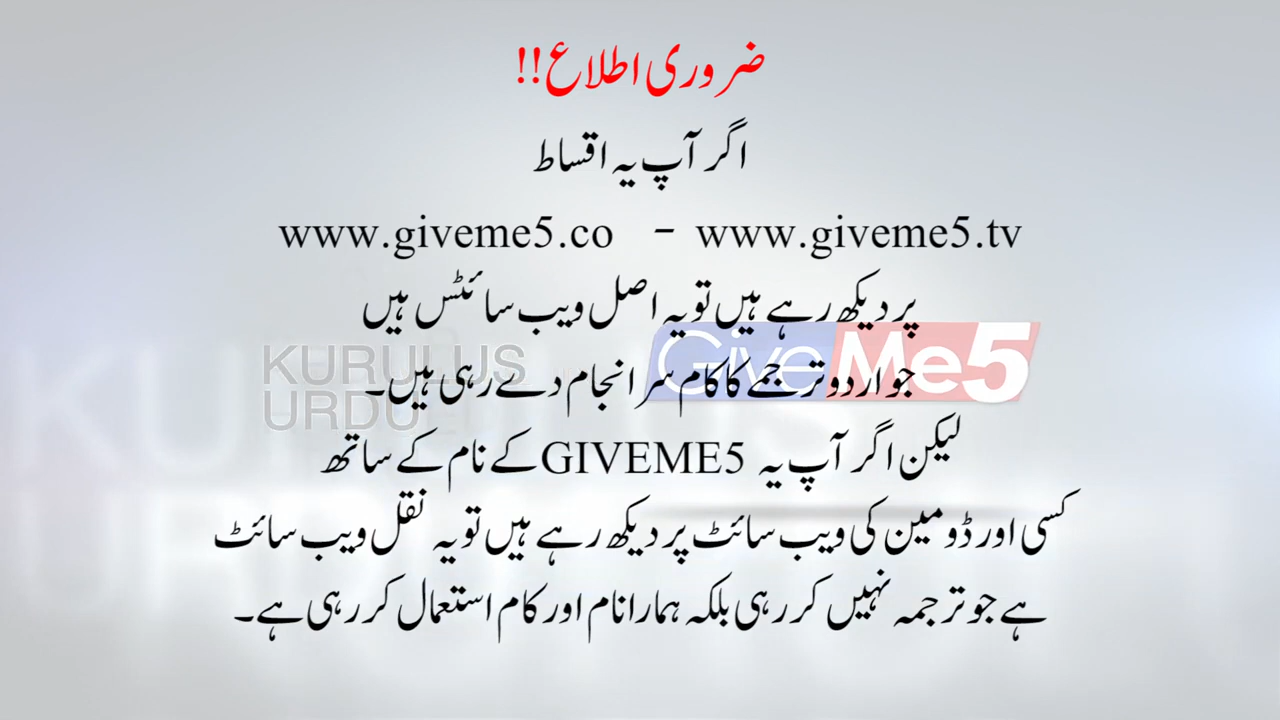 ضروری اطلاع!!
اگر آپ یہ اقساط
www.giveme5.co - www.giveme5.tv
پر دیکھ رہے ہیں تو یہ اصل ویب سائٹس ہیں
جو اردو ترجمے کا کام سر انجام دے رہی ہیں۔
KURULUS
URDU
GiveMe5
لیکن اگر آپ یہ GIVEME5 کے نام کے ساتھ
کسی اور ڈومین کی ویب سائٹ پر دیکھ رہے ہیں تو یہ نقل ویب سائٹ
ہے جو ترجمہ نہیں کر رہی بلکہ ہمارا نام اور کام استعمال کر رہی ہے۔